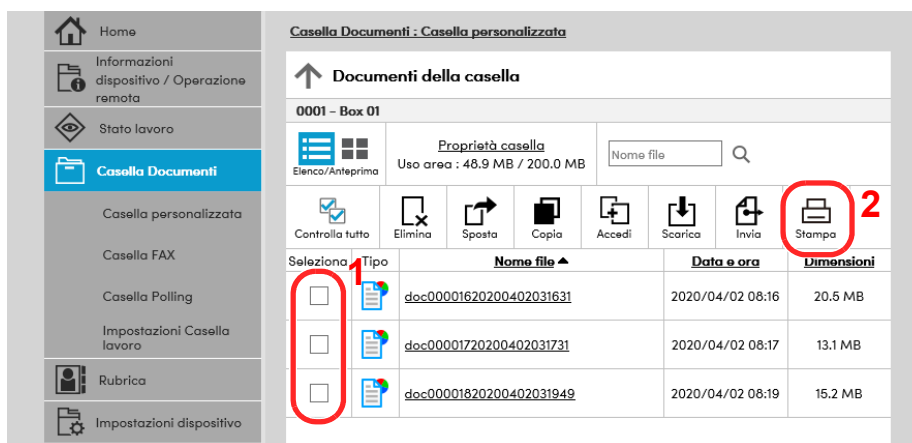 Home
Informazioni
dispositivo / Operazione
remota
Stato lavoro
Casella Documenti
Casella personalizzata
Casella FAX
Casella Polling
Impostazioni Casella
lavoro
Rubrica
Impostazioni dispositivo
Casella Documenti : Casella personalizzata
Documenti della casella
0001 - Box 01
Elenco/Anteprima
Proprietà casella
Uso area : 48.9 MB / 200.0 MB
Nome file
Controlla tutto
Elimina
Sposta
Copia
Accedi
Scarica
Invia
Stampa
2
Seleziona
1
Tipo
Nome file
Data e ora
Dimensioni
doc00001620200402031631 2020/04/02 08:16 20.5 MB
doc00001720200402031731 2020/04/02 08:17 13.1 MB
doc00001820200402031949 2020/04/02 08:19 15.2 MB